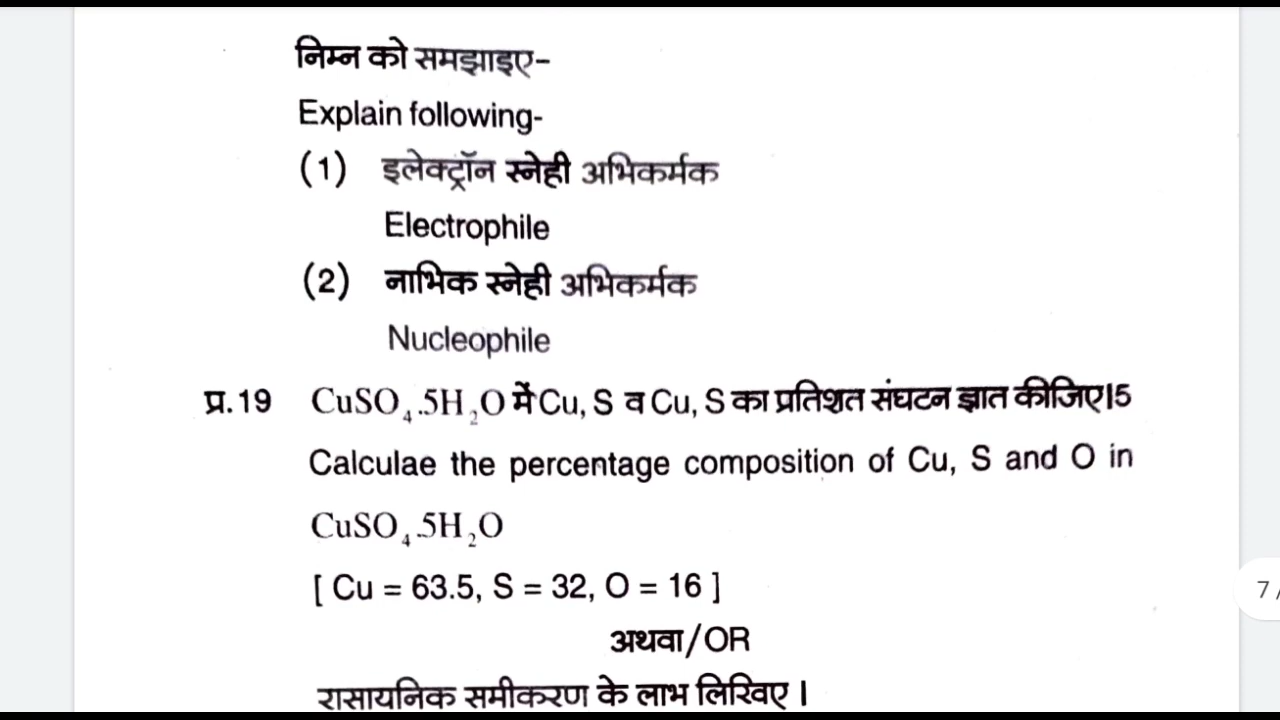 निम्न को समझाइए-
Explain following-
(1) इलेक्ट्रॉन स्नेही अभिकर्मक
Electrophile
(2) नाभिक स्नेही अभिकर्मक
Nucleophile
प्र.19 CuSO₄.5H₂O में Cu, S व Cu, S का प्रतिशत संघटन ज्ञात कीजिए।5
Calculae the percentage composition of Cu, S and O in
CuSO₄.5H₂O
[ Cu = 63.5, S = 32, O = 16 ]
अथवा/OR
रासायनिक समीकरण के लाभ लिखिए ।
7/